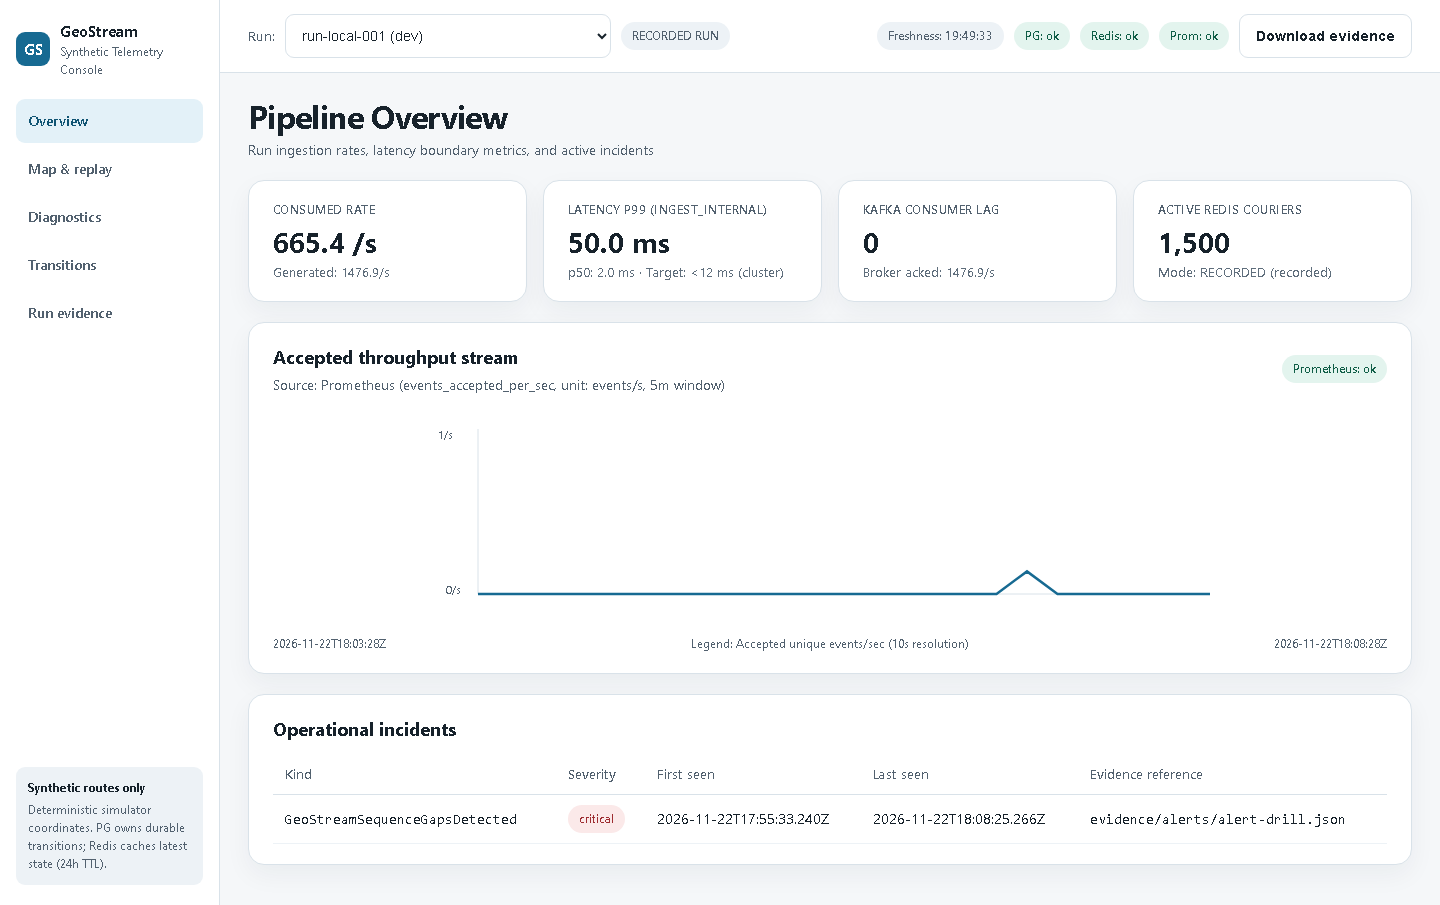 GS
GeoStream
Synthetic Telemetry
Console
Run:
run-local-001 (dev)
RECORDED RUN
Freshness: 19:49:33
PG: ok
Redis: ok
Prom: ok
Download evidence
Overview
Map & replay
Diagnostics
Transitions
Run evidence
Synthetic routes only
Deterministic simulator
coordinates. PG owns durable
transitions; Redis caches latest
state (24h TTL).
Pipeline Overview
Run ingestion rates, latency boundary metrics, and active incidents
CONSUMED RATE
665.4 /s
Generated: 1476.9/s
LATENCY P99 (INGEST_INTERNAL)
50.0 ms
p50: 2.0 ms · Target: <12 ms (cluster)
KAFKA CONSUMER LAG
0
Broker acked: 1476.9/s
ACTIVE REDIS COURIERS
1,500
Mode: RECORDED (recorded)
Accepted throughput stream
Source: Prometheus (events_accepted_per_sec, unit: events/s, 5m window)
Prometheus: ok
1/s
0/s
2026-11-22T18:03:28Z
Legend: Accepted unique events/sec (10s resolution)
2026-11-22T18:08:28Z
Operational incidents
Kind Severity First seen Last seen Evidence reference
GeoStreamSequenceGapsDetected critical 2026-11-22T17:55:33.240Z 2026-11-22T18:08:25.266Z evidence/alerts/alert-drill.json